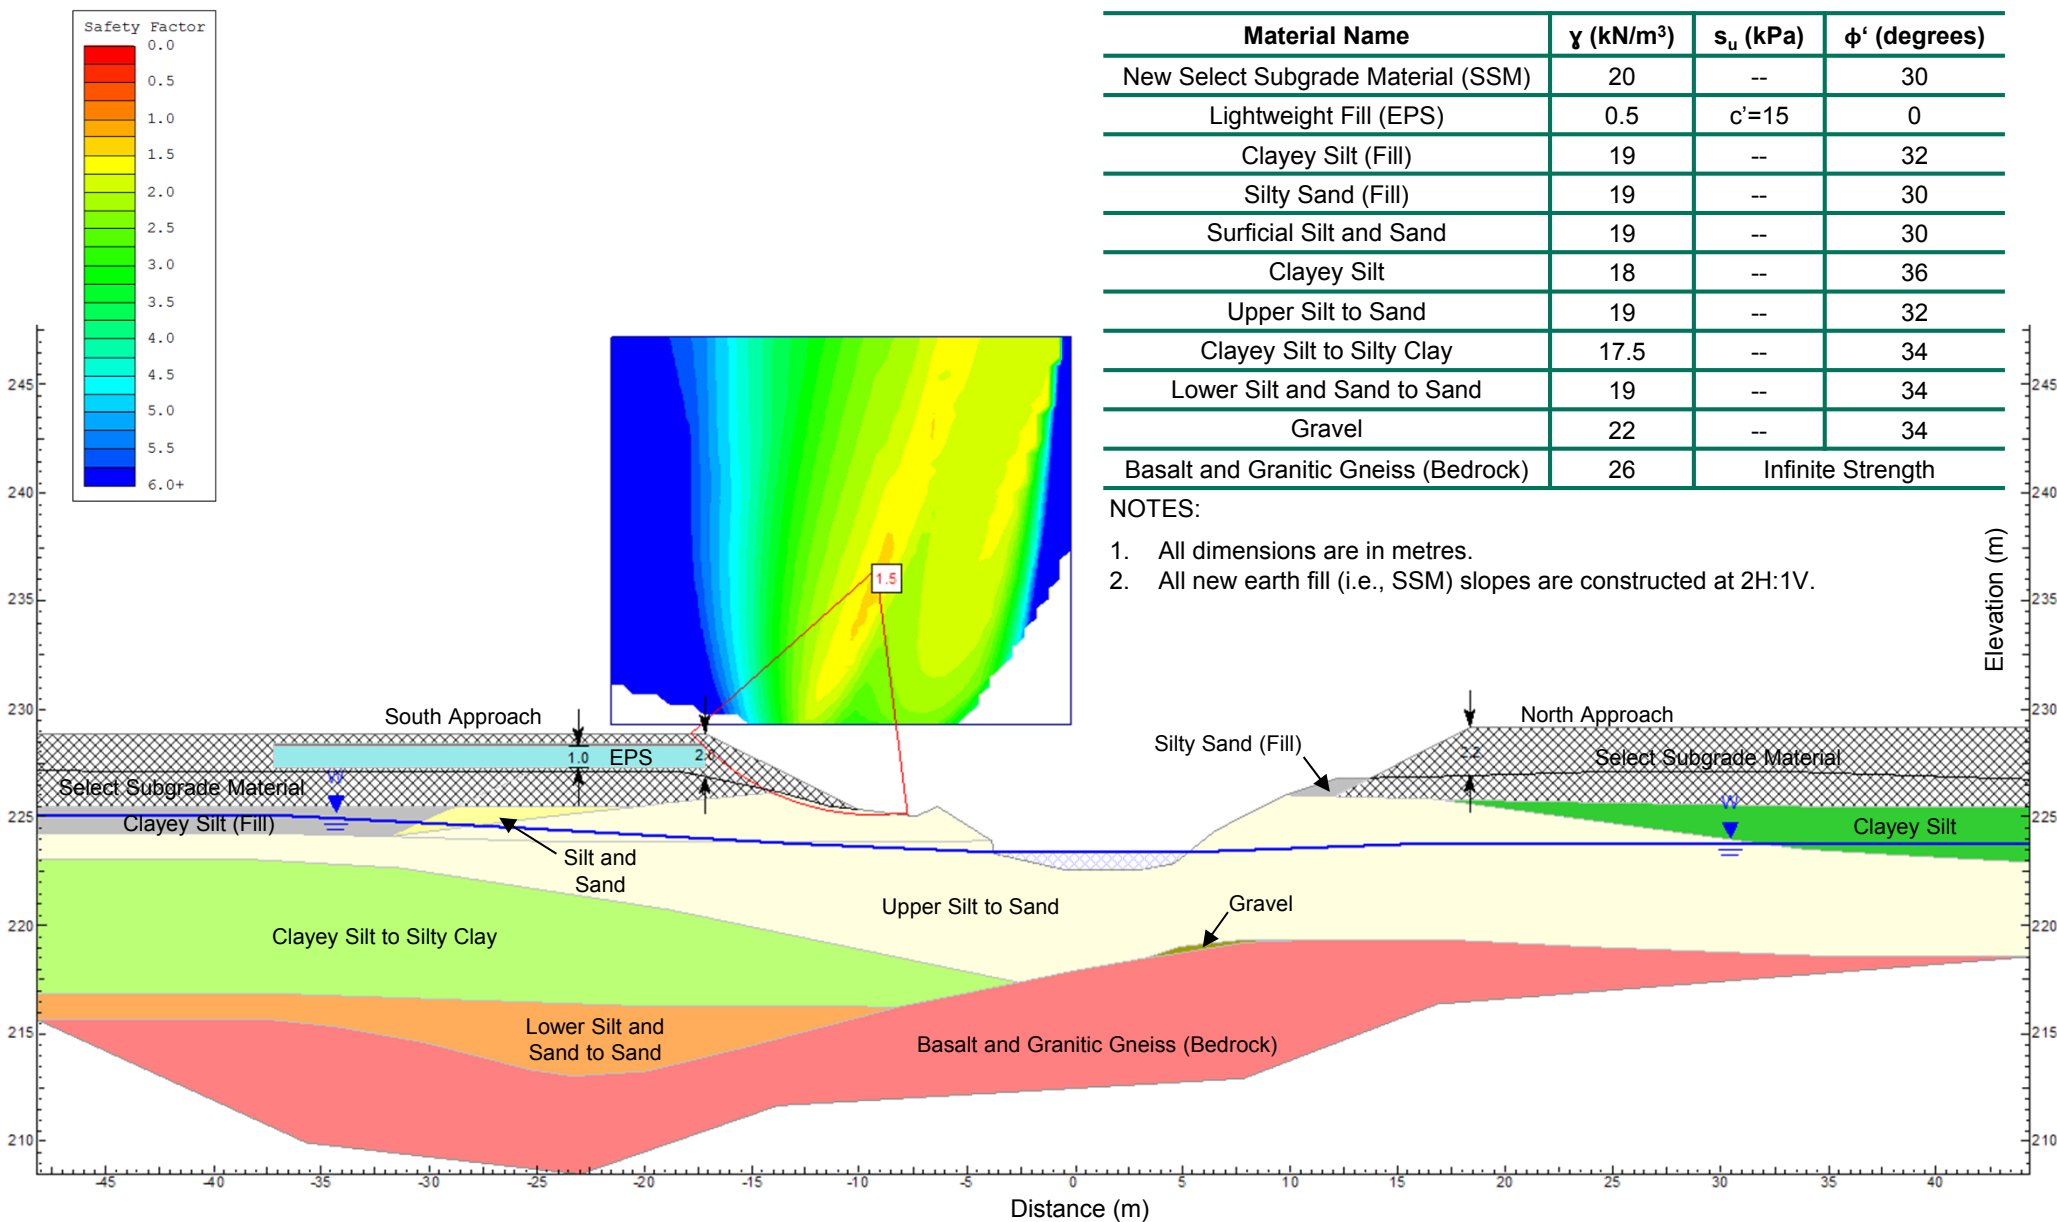 Safety Factor
0.0
0.5
1.0
1.5
2.0
2.5
3.0
3.5
4.0
4.5
5.0
5.5
6.0+
Material Name ɣ (kN/m³) sᵤ (kPa) ϕ‘ (degrees)
New Select Subgrade Material (SSM) 20 -- 30
Lightweight Fill (EPS) 0.5 c’=15 0
Clayey Silt (Fill) 19 -- 32
Silty Sand (Fill) 19 -- 30
Surficial Silt and Sand 19 -- 30
Clayey Silt 18 -- 36
Upper Silt to Sand 19 -- 32
Clayey Silt to Silty Clay 17.5 -- 34
Lower Silt and Sand to Sand 19 -- 34
Gravel 22 -- 34
Basalt and Granitic Gneiss (Bedrock) 26 Infinite Strength
NOTES:
1. All dimensions are in metres.
2. All new earth fill (i.e., SSM) slopes are constructed at 2H:1V.
245
240
235
230
225
220
215
210
1.5
South Approach
1.0
EPS
Select Subgrade Material
W
Clayey Silt (Fill)
Silt and
Sand
North Approach
Silty Sand (Fill)
2.2
Select Subgrade Material
W
Clayey Silt
Upper Silt to Sand
Gravel
Clayey Silt to Silty Clay
Lower Silt and
Sand to Sand
Basalt and Granitic Gneiss (Bedrock)
245
240
235
230
225
220
215
210
Elevation (m)
-45 -40 -35 -30 -25 -20 -15 -10 -5 0 5 10 15 20 25 30 35 40
Distance (m)